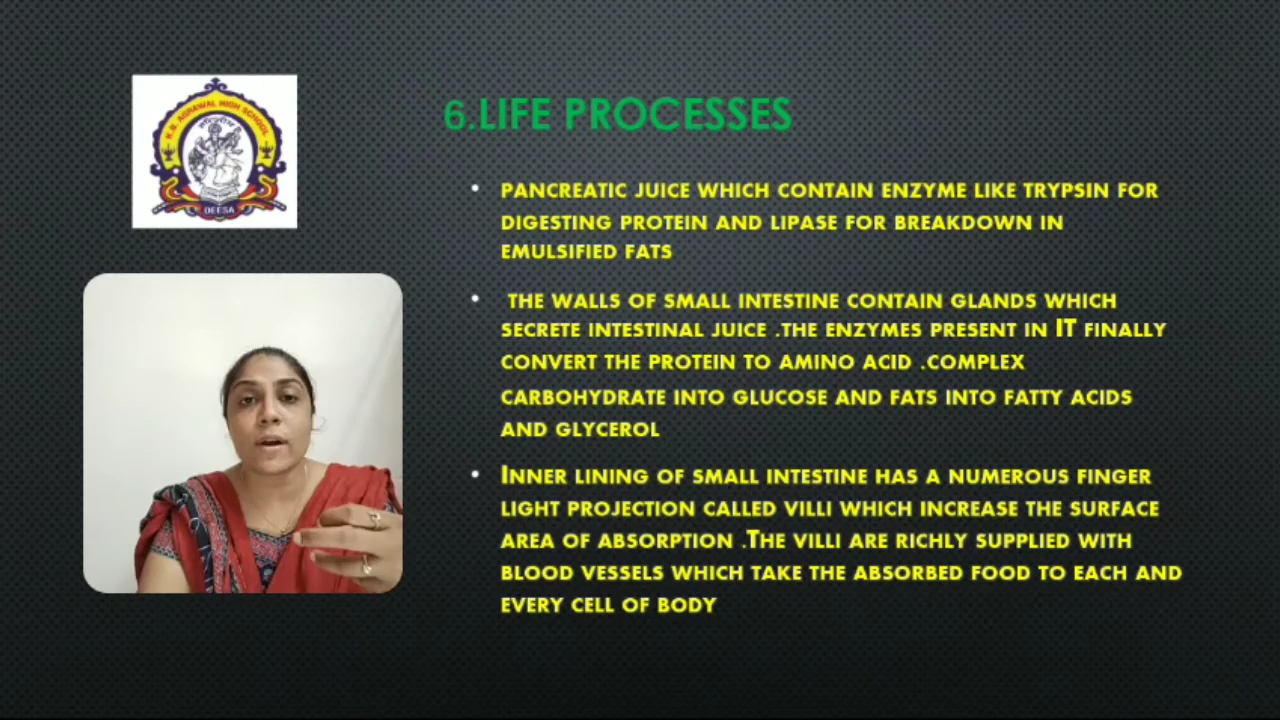 K.B. AGRAWAL HIGH SCHOOL
DEESA
6.LIFE PROCESSES
• PANCREATIC JUICE WHICH CONTAIN ENZYME LIKE TRYPSIN FOR
DIGESTING PROTEIN AND LIPASE FOR BREAKDOWN IN
EMULSIFIED FATS
• THE WALLS OF SMALL INTESTINE CONTAIN GLANDS WHICH
SECRETE INTESTINAL JUICE .THE ENZYMES PRESENT IN IT FINALLY
CONVERT THE PROTEIN TO AMINO ACID .COMPLEX
CARBOHYDRATE INTO GLUCOSE AND FATS INTO FATTY ACIDS
AND GLYCEROL
• INNER LINING OF SMALL INTESTINE HAS A NUMEROUS FINGER
LIGHT PROJECTION CALLED VILLI WHICH INCREASE THE SURFACE
AREA OF ABSORPTION .THE VILLI ARE RICHLY SUPPLIED WITH
BLOOD VESSELS WHICH TAKE THE ABSORBED FOOD TO EACH AND
EVERY CELL OF BODY